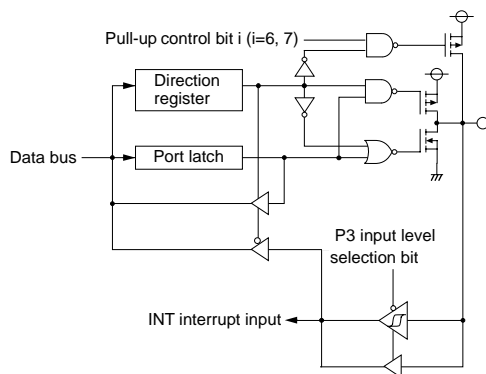 Pull-up control bit i (i=6, 7)
Direction
register
Data bus
Port latch
P3 input level
selection bit
INT interrupt input